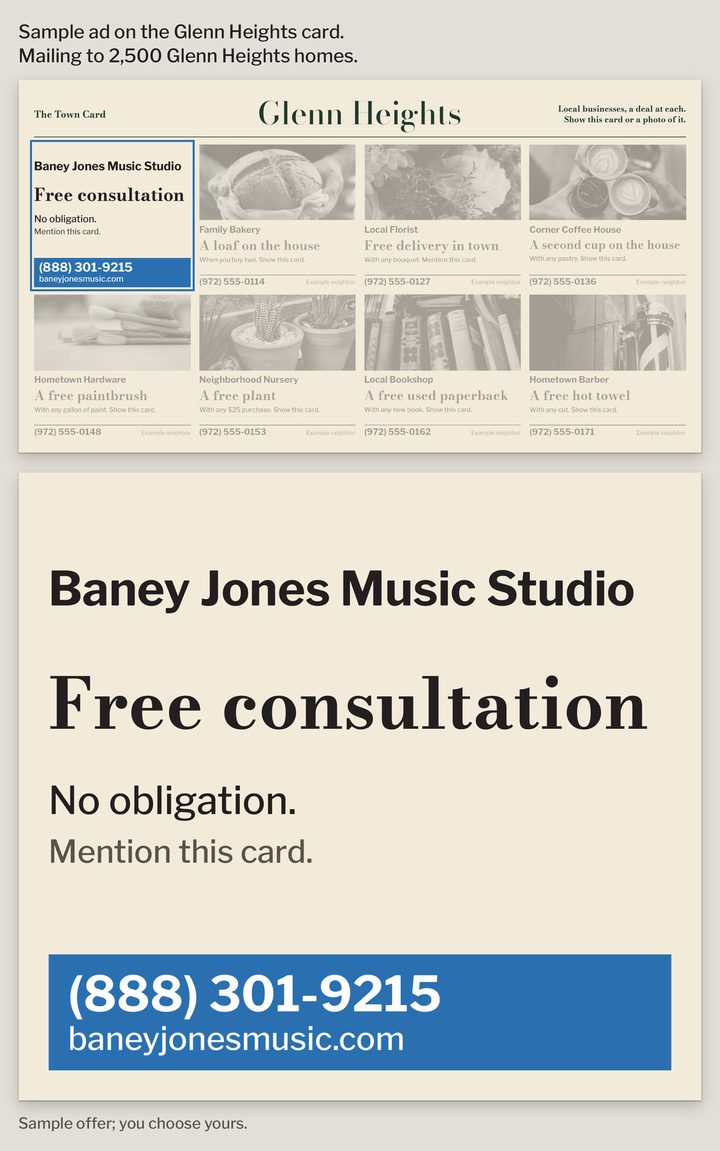 Sample ad on the Glenn Heights card.
Mailing to 2,500 Glenn Heights homes.
The Town Card
Glenn Heights
Local businesses, a deal at each.
Show this card or a photo of it.
Baney Jones Music Studio
Free consultation
No obligation.
Mention this card.
(888) 301-9215
baneyjonesmusic.com
Family Bakery
A loaf on the house
When you buy two. Show this card.
(972) 555-0114
Example neighbor
Local Florist
Free delivery in town
With any bouquet. Mention this card.
(972) 555-0127
Example neighbor
Corner Coffee House
A second cup on the house
With any pastry. Show this card.
(972) 555-0136
Example neighbor
Hometown Hardware
A free paintbrush
With any gallon of paint. Show this card.
(972) 555-0148
Example neighbor
Neighborhood Nursery
A free plant
With any $25 purchase. Show this card.
(972) 555-0153
Example neighbor
Local Bookshop
A free used paperback
With any new book. Show this card.
(972) 555-0162
Example neighbor
Hometown Barber
A free hot towel
With any cut. Show this card.
(972) 555-0171
Example neighbor
Baney Jones Music Studio
Free consultation
No obligation.
Mention this card.
(888) 301-9215
baneyjonesmusic.com
Sample offer; you choose yours.